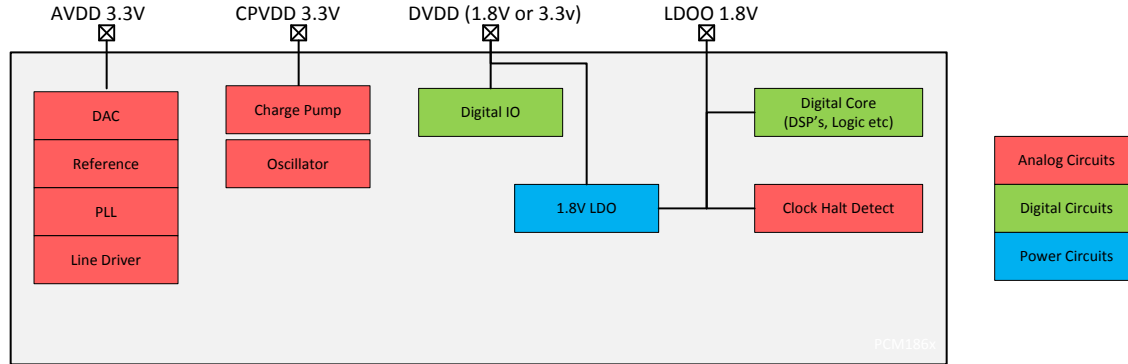 AVDD 3.3V
CPVDD 3.3V
DVDD (1.8V or 3.3v)
LDOO 1.8V
DAC
Reference
PLL
Line Driver
Charge Pump
Oscillator
Digital IO
1.8V LDO
Digital Core
(DSP's, Logic etc)
Clock Halt Detect
Analog Circuits
Digital Circuits
Power Circuits
PCM186x